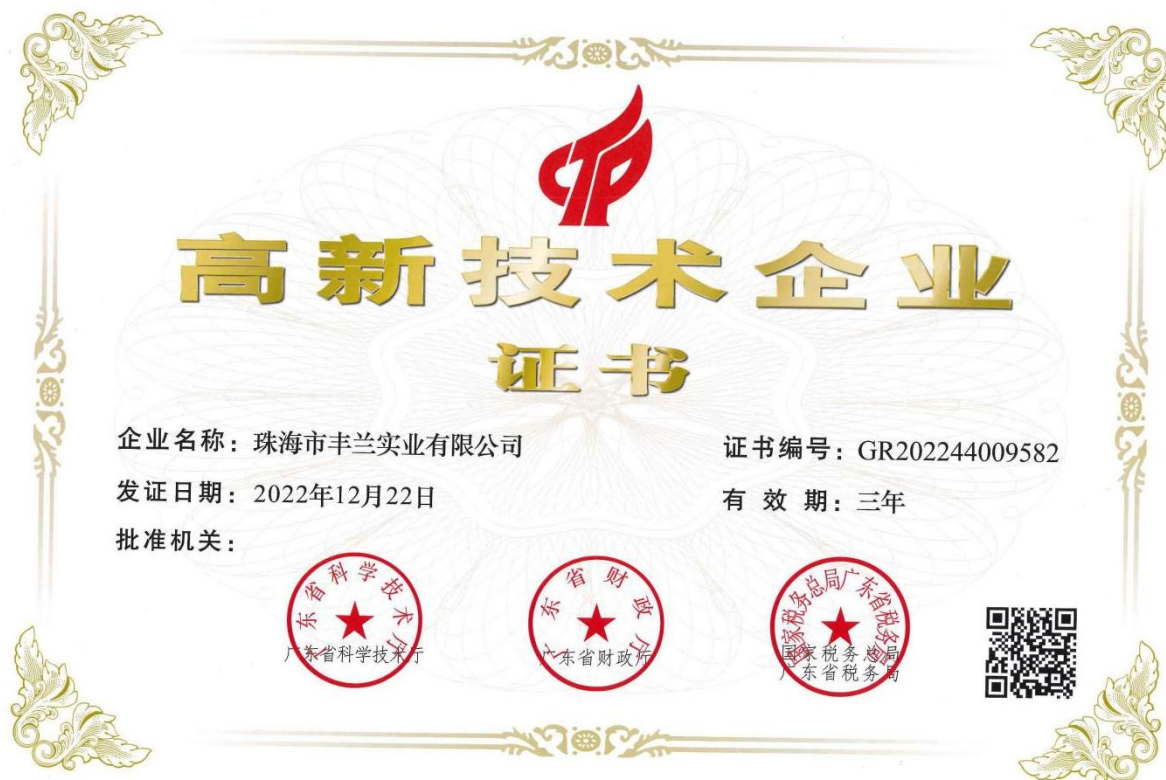 高新技术企业
证书
企业名称：珠海市丰兰实业有限公司
证书编号：GR202244009582
发证日期：2022年12月22日
有效期：三年
批准机关：
广东省科学技术厅
广东省科学技术厅
广东省财政厅
广东省财政厅
国家税务总局广东省税务局
国家税务总局
广东省税务局